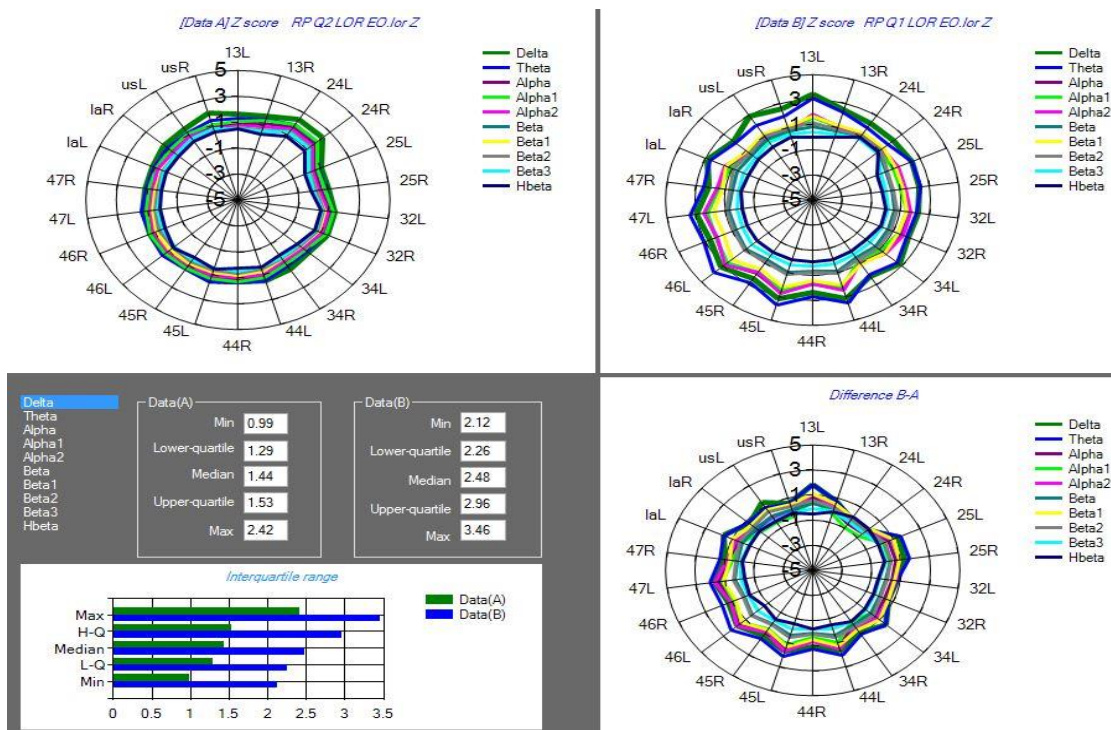 [Data A] Z score RP Q2 LOR EO.lor Z
13L
13R
24L
24R
25L
25R
32L
32R
34L
34R
44L
44R
45L
45R
46L
46R
47L
47R
laL
laR
usL
usR
5
3
1
-1
-3
-5
Delta
Theta
Alpha
Alpha1
Alpha2
Beta
Beta1
Beta2
Beta3
Hbeta
[Data B] Z score RP Q1 LOR EO.lor Z
13L
13R
24L
24R
25L
25R
32L
32R
34L
34R
44L
44R
45L
45R
46L
46R
47L
47R
laL
laR
usL
usR
5
3
1
-1
-3
-5
Delta
Theta
Alpha
Alpha1
Alpha2
Beta
Beta1
Beta2
Beta3
Hbeta
Delta
Theta
Alpha
Alpha1
Alpha2
Beta
Beta1
Beta2
Beta3
Hbeta
Data(A)
Min 0.99
Lower-quartile 1.29
Median 1.44
Upper-quartile 1.53
Max 2.42
Data(B)
Min 2.12
Lower-quartile 2.26
Median 2.48
Upper-quartile 2.96
Max 3.46
Interquartile range
Max
H-Q
Median
L-Q
Min
0 0.5 1 1.5 2 2.5 3 3.5
Data(A)
Data(B)
Difference B-A
13L
13R
24L
24R
25L
25R
32L
32R
34L
34R
44L
44R
45L
45R
46L
46R
47L
47R
laL
laR
usL
usR
5
3
1
-1
-3
-5
Delta
Theta
Alpha
Alpha1
Alpha2
Beta
Beta1
Beta2
Beta3
Hbeta